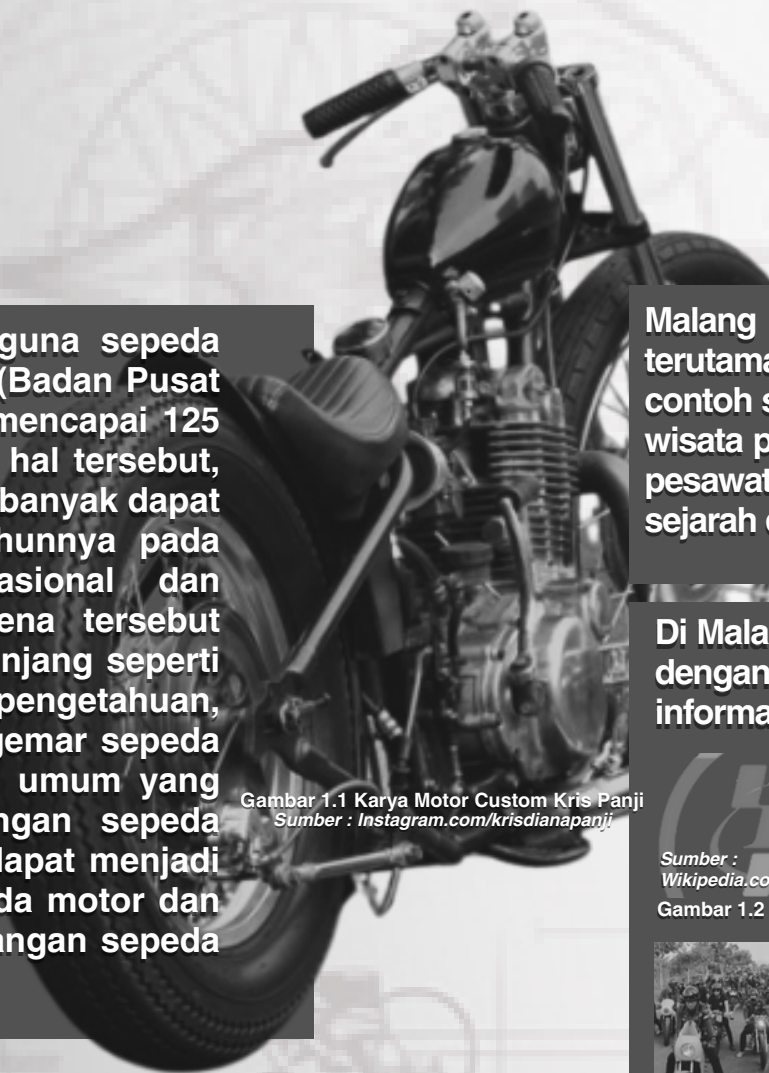 guna sepeda
(Badan Pusat
mencapai 125
hal tersebut,
banyak dapat
hunnya pada
asional dan
ena tersebut
njang seperti
pengetahuan,
gemar sepeda
umum yang
ngan sepeda
dapat menjadi
da motor dan
angan sepeda
Gambar 1.1 Karya Motor Custom Kris Panji
Sumber : Instagram.com/krisdianapanji
Malang
terutama
contoh s
wisata p
pesawat
sejarah
Di Mala
dengan
informa
Sumber :
Wikipedia.co
Gambar 1.2